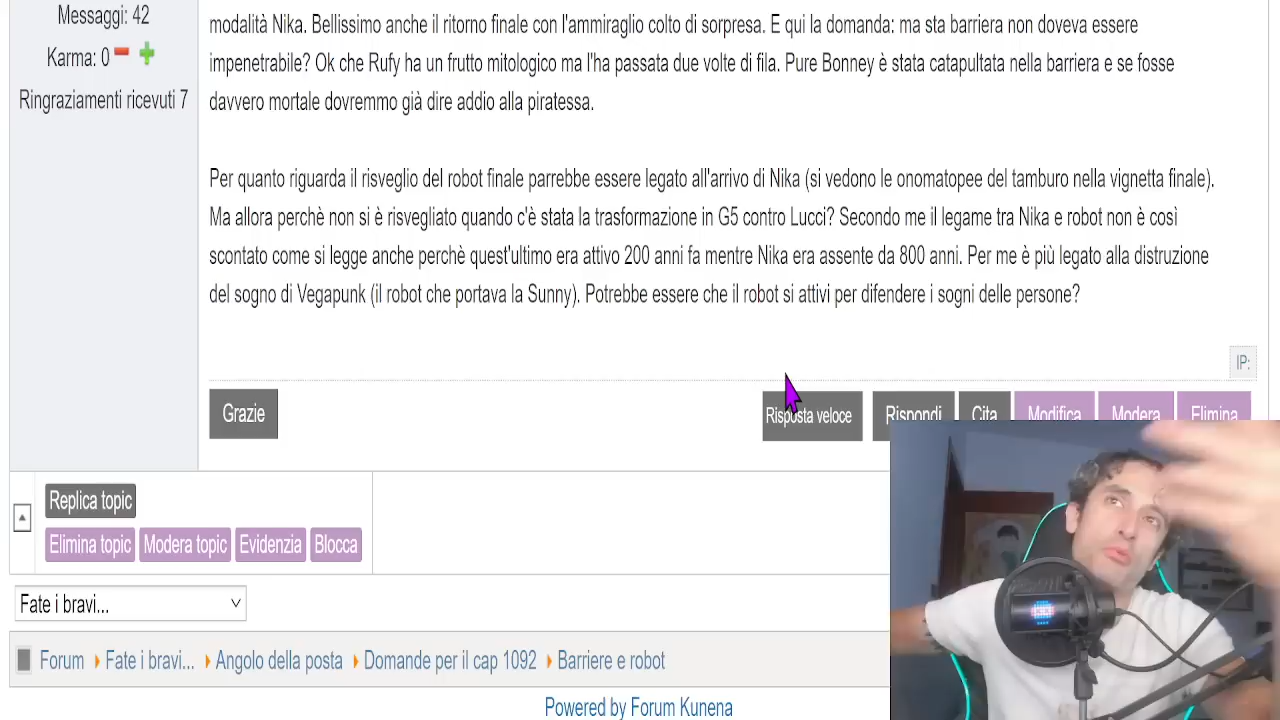 Messaggi: 42
Karma: 0
Ringraziamenti ricevuti 7
modalità Nika. Bellissimo anche il ritorno finale con l'ammiraglio colto di sorpresa. E qui la domanda: ma sta barriera non doveva essere
impenetrabile? Ok che Rufy ha un frutto mitologico ma l'ha passata due volte di fila. Pure Bonney è stata catapultata nella barriera e se fosse
davvero mortale dovremmo già dire addio alla piratessa.
Per quanto riguarda il risveglio del robot finale parrebbe essere legato all'arrivo di Nika (si vedono le onomatopee del tamburo nella vignetta finale).
Ma allora perchè non si è risvegliato quando c'è stata la trasformazione in G5 contro Lucci? Secondo me il legame tra Nika e robot non è così
scontato come si legge anche perchè quest'ultimo era attivo 200 anni fa mentre Nika era assente da 800 anni. Per me è più legato alla distruzione
del sogno di Vegapunk (il robot che portava la Sunny). Potrebbe essere che il robot si attivi per difendere i sogni delle persone?
IP:
Grazie
Risposta veloce
Rispondi
Cita
Modifica
Modera
Elimina
Replica topic
Elimina topic
Modera topic
Evidenzia
Blocca
Fate i bravi...
Forum
Fate i bravi...
Angolo della posta
Domande per il cap 1092
Barriere e robot
Powered by Forum Kunena